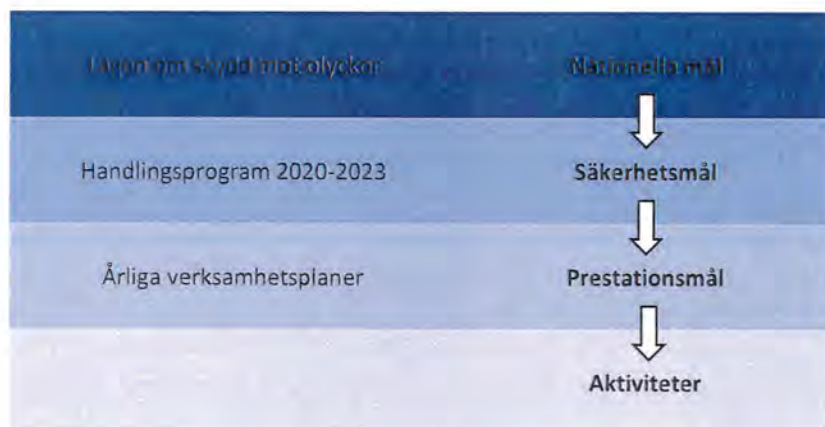 Lagen om skydd mot olyckor Nationella mål
Handlingsprogram 2020-2023 Säkerhetsmål
Årliga verksamhetsplaner Prestationsmål
Aktiviteter